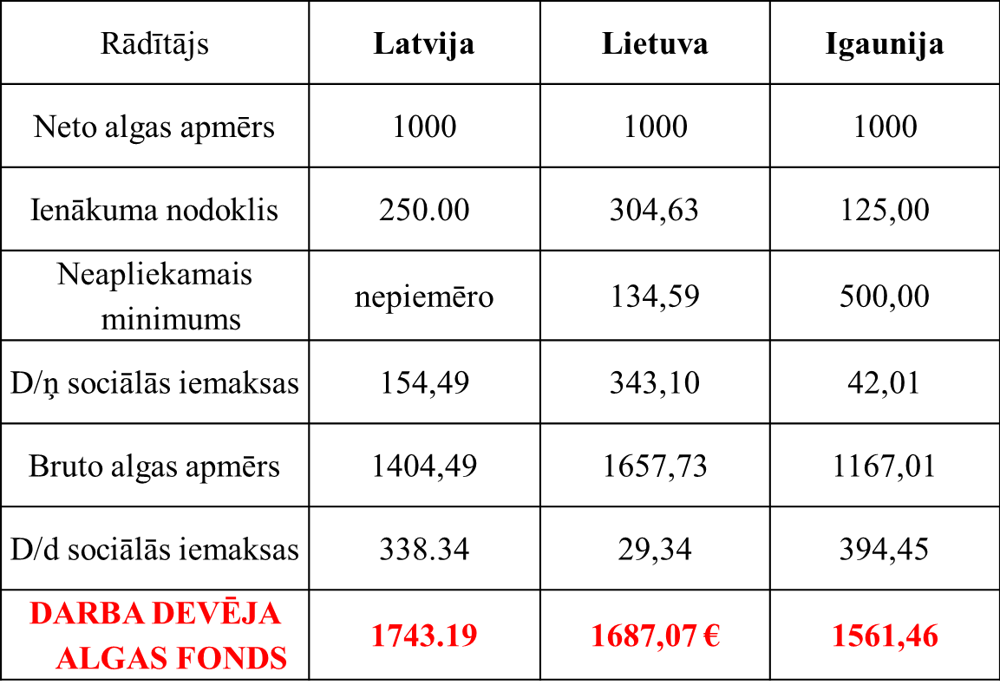 Rādītājs Latvija Lietuva Igaunija
Neto algas apmērs 1000 1000 1000
Ienākuma nodoklis 250.00 304,63 125,00
Neapliekamais
minimums nepiemēro 134,59 500,00
D/ņ sociālās iemaksas 154,49 343,10 42,01
Bruto algas apmērs 1404,49 1657,73 1167,01
D/d sociālās iemaksas 338.34 29,34 394,45
DARBA DEVĒJA
ALGAS FONDS 1743.19 1687,07 € 1561,46